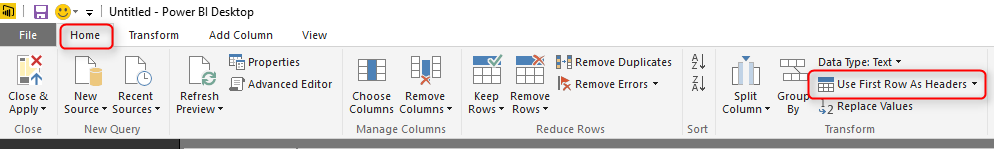 Untitled - Power BI Desktop
File Home Transform Add Column View
Close & Apply
New Source
Recent Sources
Refresh Preview
Properties
Advanced Editor
Choose Columns
Remove Columns
Keep Rows
Remove Rows
Remove Duplicates
Remove Errors
A
Z
Z
A
Split Column
Group By
Data Type: Text
Use First Row As Headers
1
2 Replace Values
Close
New Query
Manage Columns
Reduce Rows
Sort
Transform